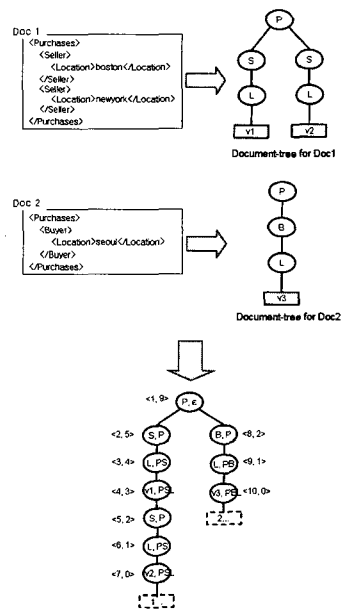 Doc 1
<Purchases>
<Seller>
<Location>boston</Location>
</Seller>
<Seller>
<Location>newyork</Location>
</Seller>
</Purchases>
P
S S
L L
v1 v2
Document-tree for Doc1
Doc 2
<Purchases>
<Buyer>
<Location>seoul</Location>
</Buyer>
</Purchases>
P
B
L
v3
Document-tree for Doc2
<1, 9> P, ϵ
<2, 5> S, P B, P <8, 2>
<3, 4> L, PS L, PB <9, 1>
<4, 3> v1, PSL v3, PBL <10, 0>
<5, 2> S, P 2...
<6, 1> L, PS
<7, 0> v2, PSL
1...